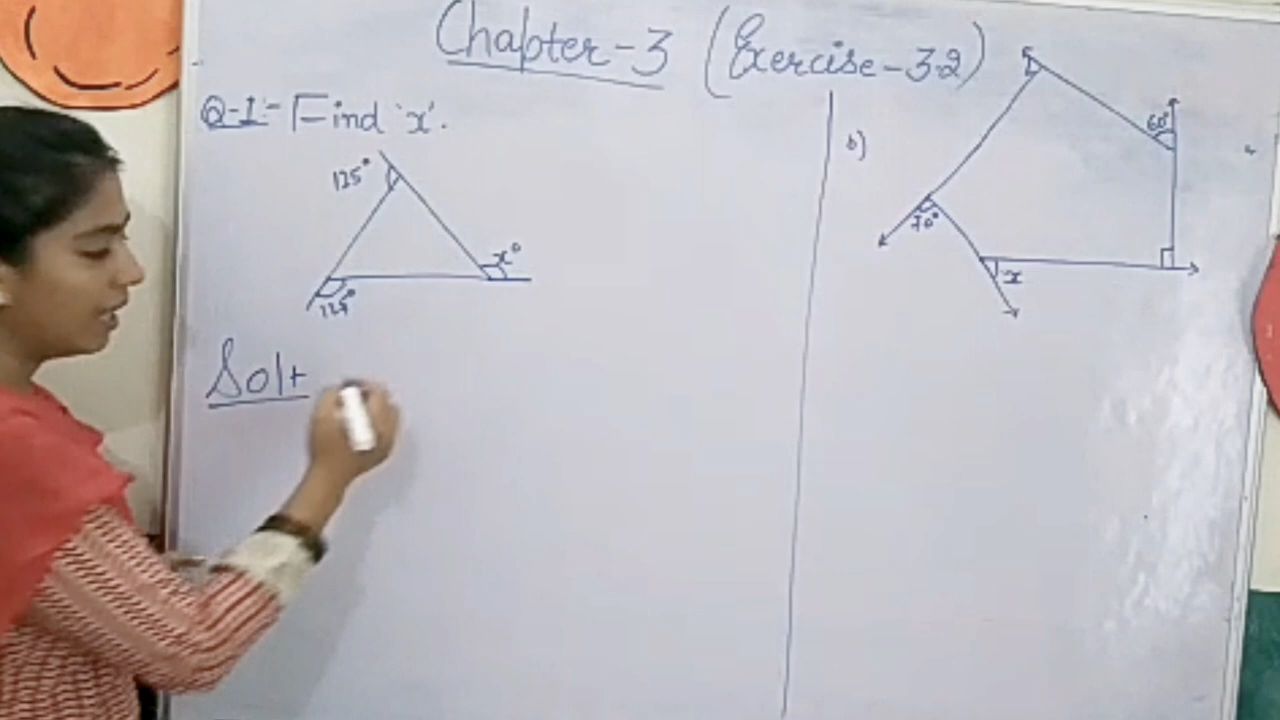 Chapter-3 (Exercise-3.2)
Q-1:- Find 'x'.
125°
x°
125°
Sol+
b)
60°
70°
x